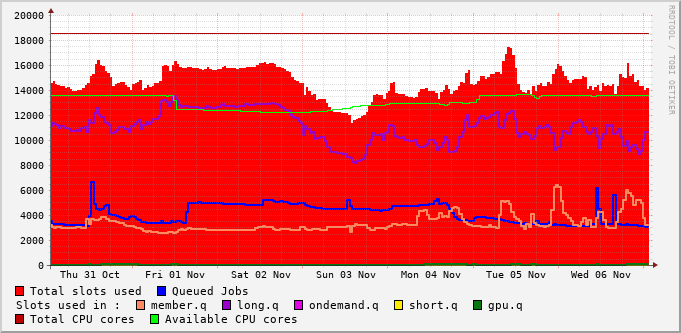 20000
18000
16000
14000
12000
10000
8000
6000
4000
2000
0
Thu 31 Oct Fri 01 Nov Sat 02 Nov Sun 03 Nov Mon 04 Nov Tue 05 Nov Wed 06 Nov
Total slots used Queued Jobs
Slots used in : member.q long.q ondemand.q short.q gpu.q
Total CPU cores Available CPU cores
RRDTOOL / TOBI OETIKER